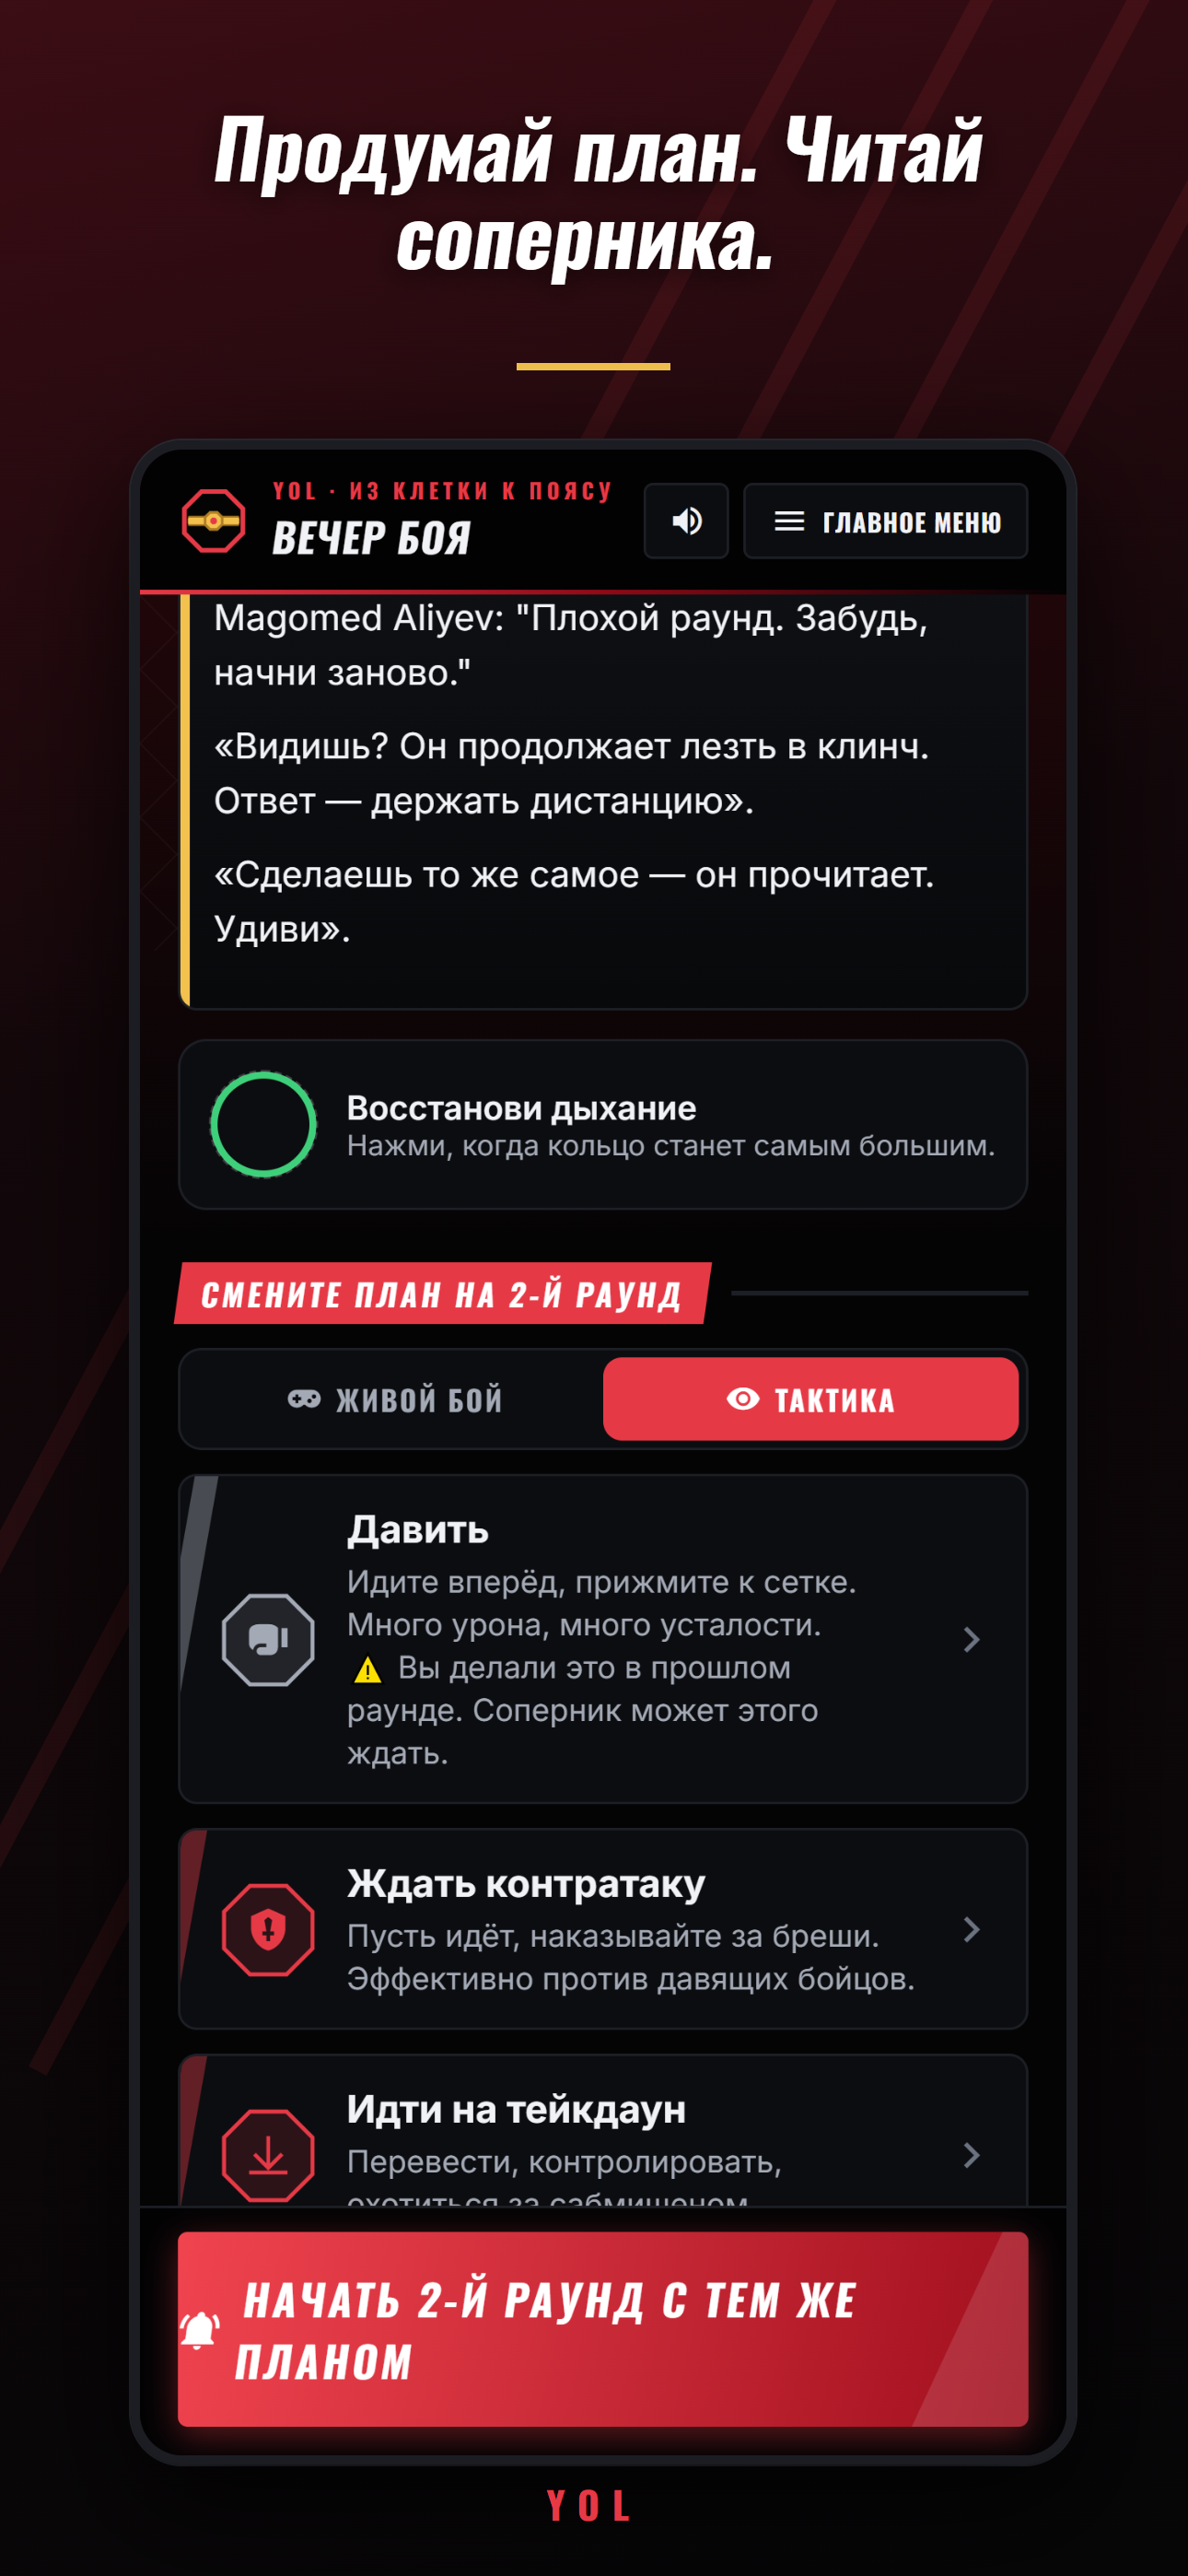 Продумай план. Читай
соперника.
YOL · ИЗ КЛЕТКИ К ПОЯСУ
ВЕЧЕР БОЯ
ГЛАВНОЕ МЕНЮ
Magomed Aliyev: "Плохой раунд. Забудь,
начни заново."
«Видишь? Он продолжает лезть в клинч.
Ответ — держать дистанцию».
«Сделаешь то же самое — он прочитает.
Удиви».
Восстанови дыхание
Нажми, когда кольцо станет самым большим.
СМЕНИТЕ ПЛАН НА 2-Й РАУНД
ЖИВОЙ БОЙ
ТАКТИКА
Давить
Идите вперёд, прижмите к сетке.
Много урона, много усталости.
⚠️ Вы делали это в прошлом
раунде. Соперник может этого
ждать.
Ждать контратаку
Пусть идёт, наказывайте за бреши.
Эффективно против давящих бойцов.
Идти на тейкдаун
Перевести, контролировать,
охотиться за сабмишеном
НАЧАТЬ 2-Й РАУНД С ТЕМ ЖЕ
ПЛАНОМ
YOL